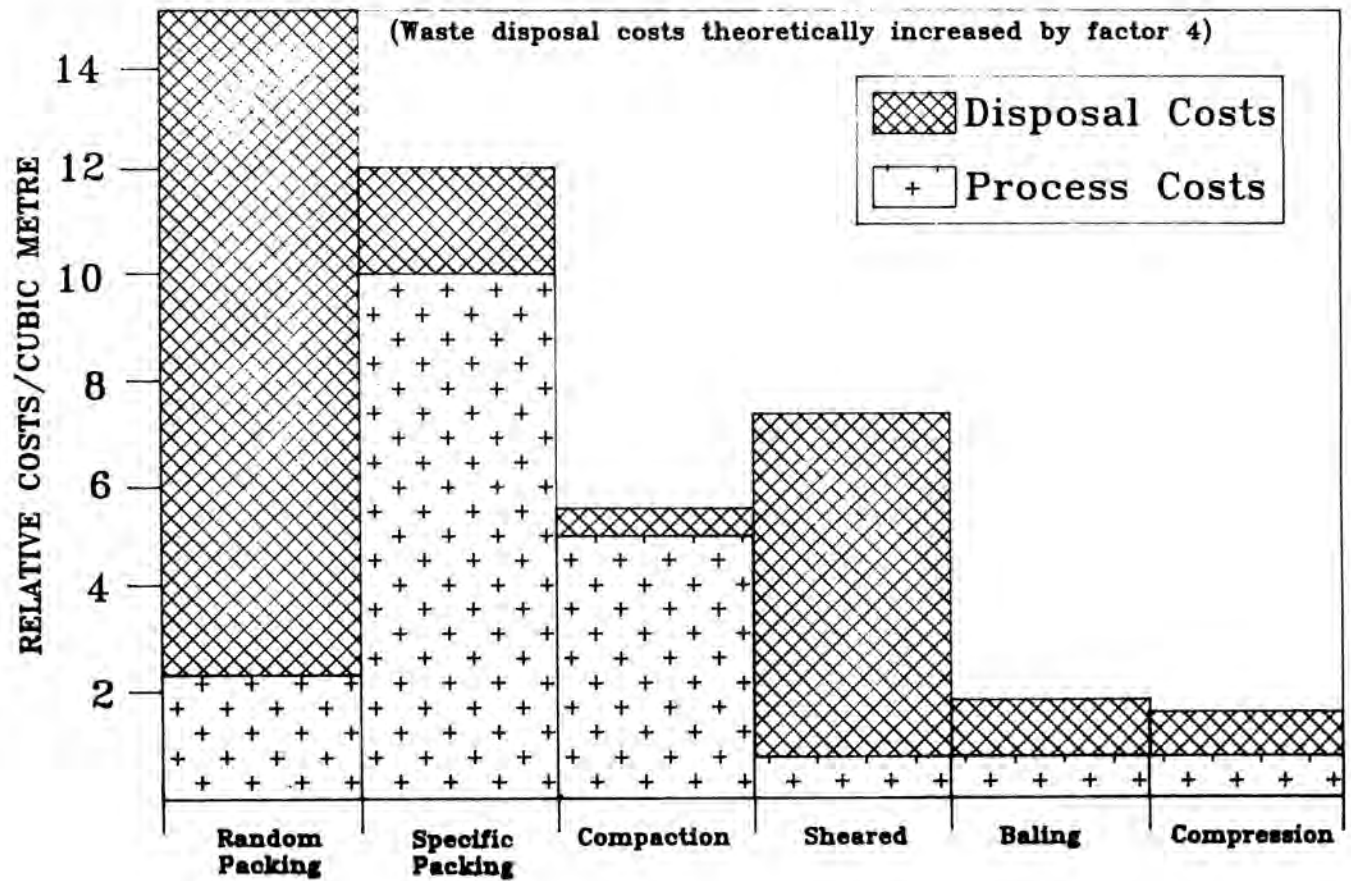 (Waste disposal costs theoretically increased by factor 4)
Disposal Costs
Process Costs
RELATIVE COSTS/CUBIC METRE
14
12
10
8
6
4
2
Random
Packing
Specific
Packing
Compaction
Sheared
Baling
Compression